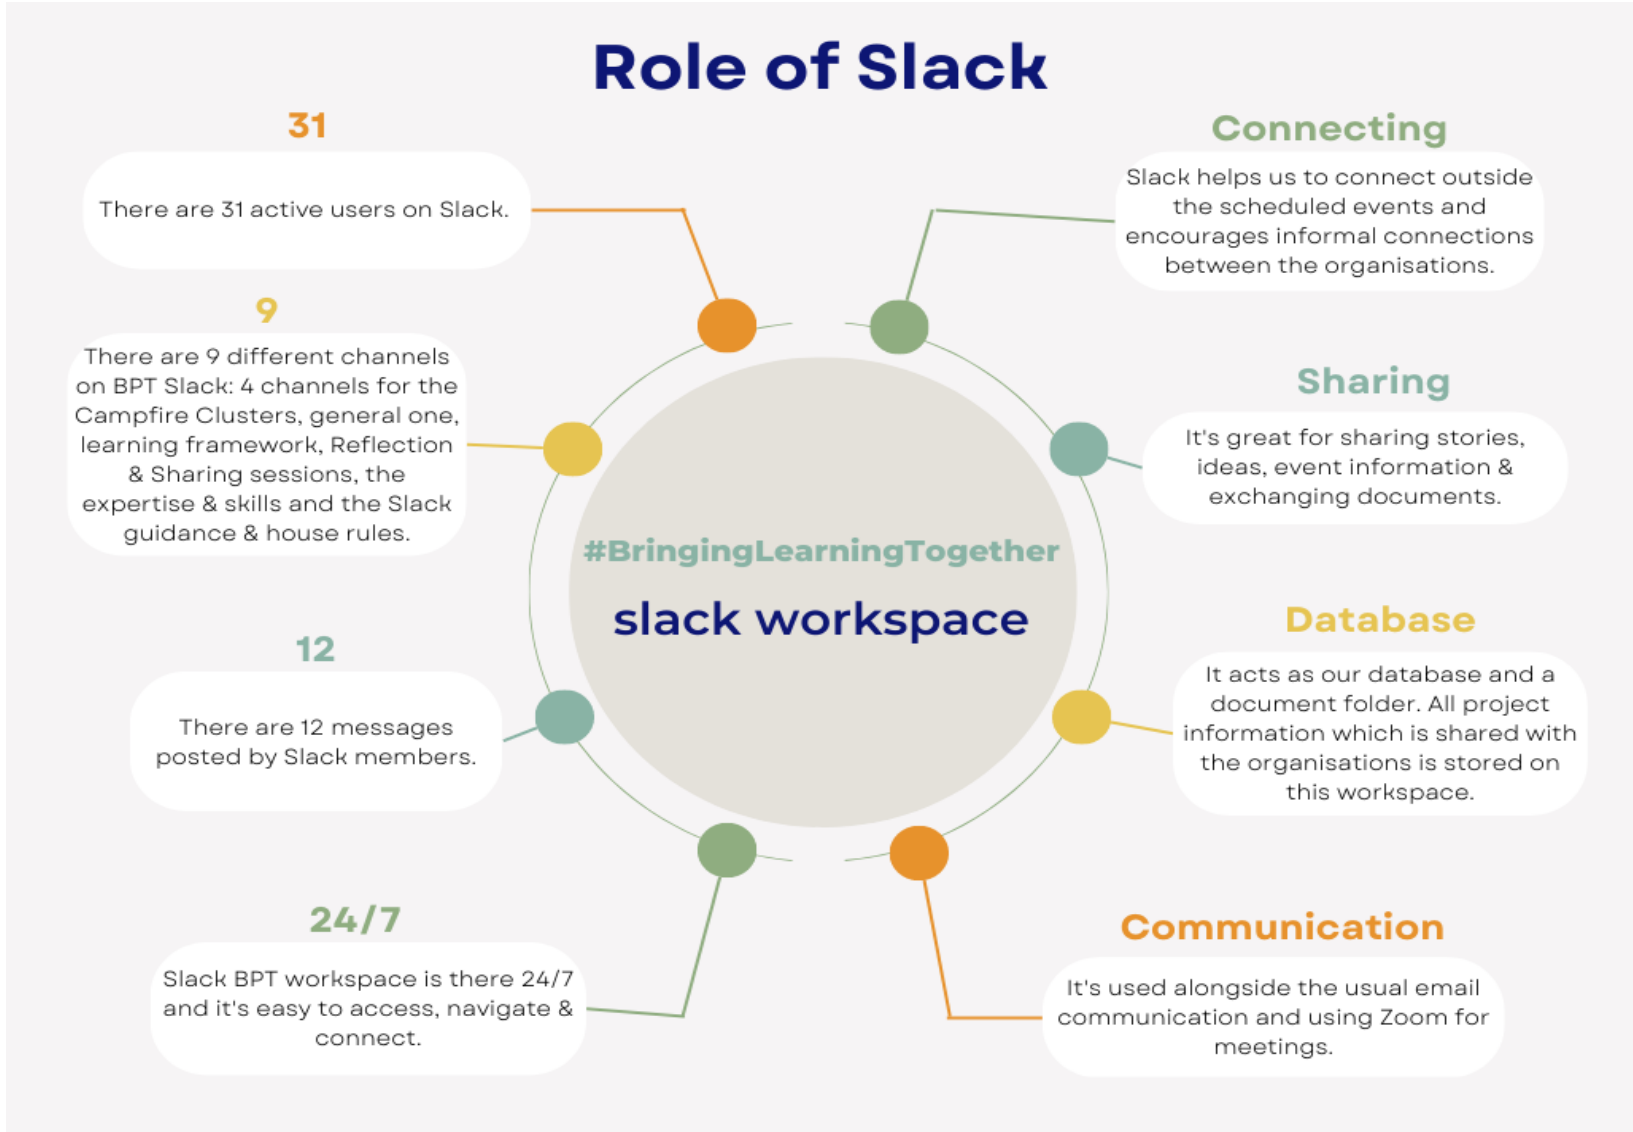 Role of Slack
31
There are 31 active users on Slack.
9
There are 9 different channels
on BPT Slack: 4 channels for the
Campfire Clusters, general one,
learning framework, Reflection
& Sharing sessions, the
expertise & skills and the Slack
guidance & house rules.
12
There are 12 messages
posted by Slack members.
24/7
Slack BPT workspace is there 24/7
and it's easy to access, navigate &
connect.
#BringingLearningTogether
slack workspace
Connecting
Slack helps us to connect outside
the scheduled events and
encourages informal connections
between the organisations.
Sharing
It's great for sharing stories,
ideas, event information &
exchanging documents.
Database
It acts as our database and a
document folder. All project
information which is shared with
the organisations is stored on
this workspace.
Communication
It's used alongside the usual email
communication and using Zoom for
meetings.